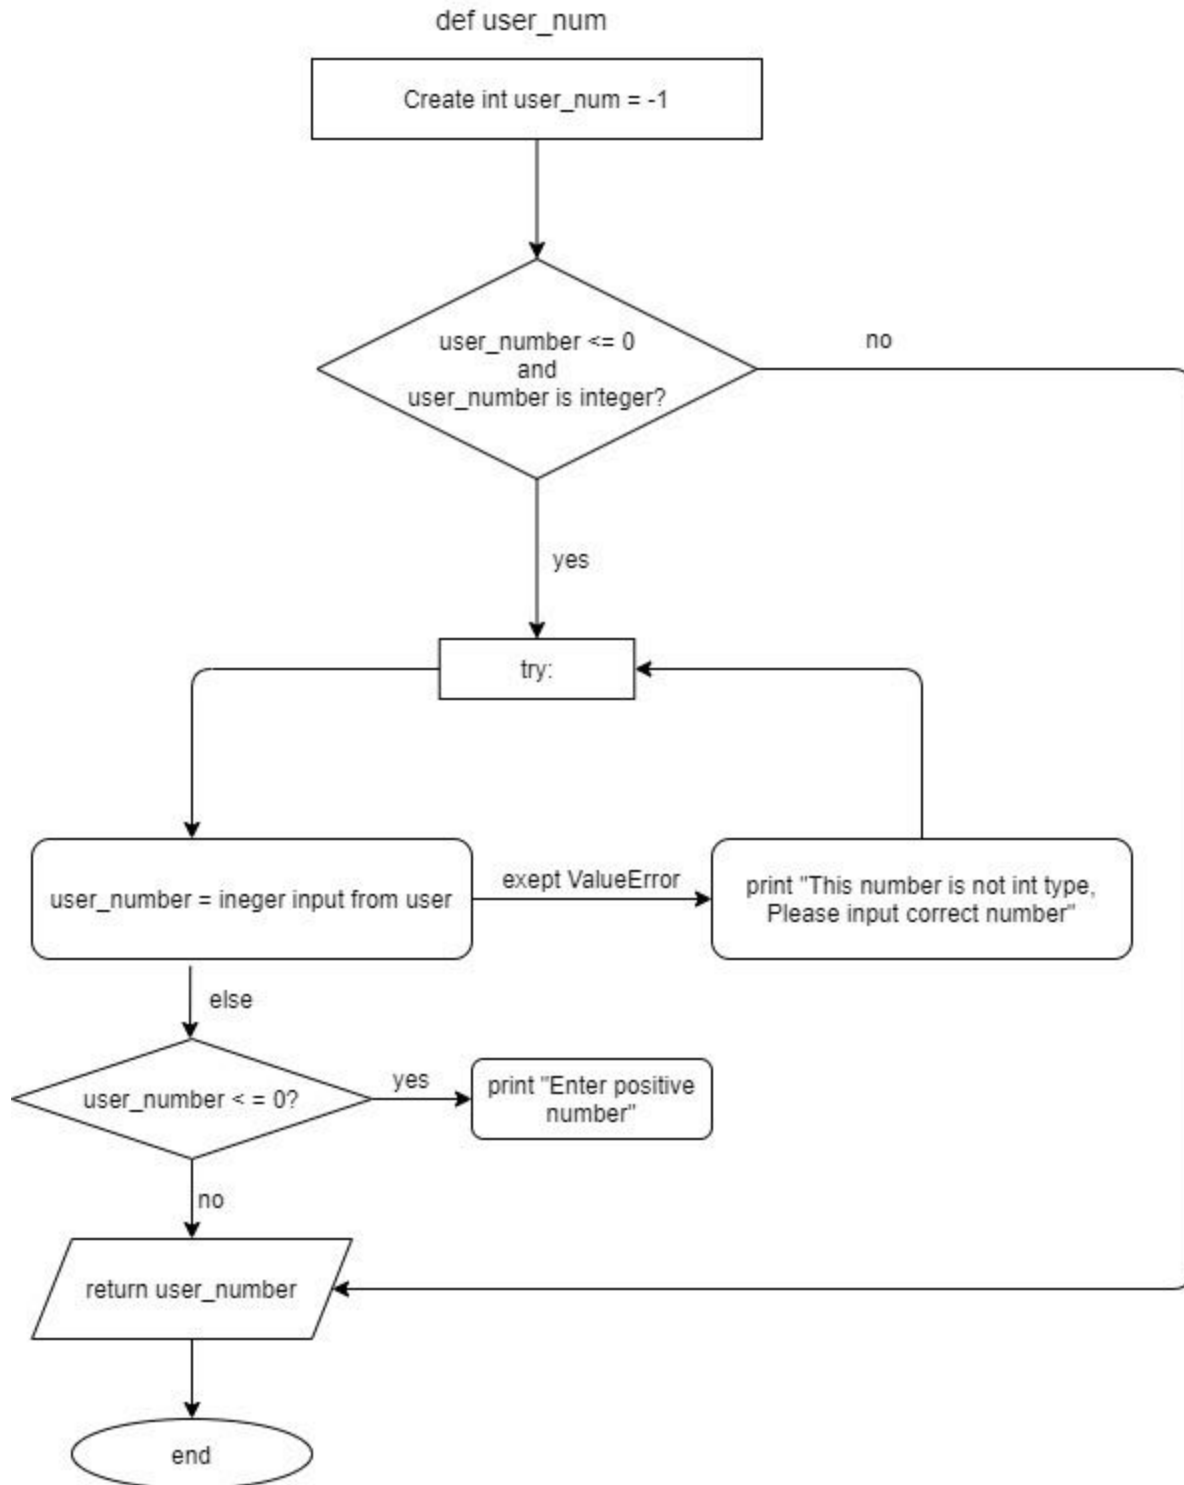 def user_num
Create int user_num = -1
user_number <= 0
and
user_number is integer?
no
yes
try:
user_number = ineger input from user
exept ValueError
print "This number is not int type,
Please input correct number"
else
user_number < = 0?
yes
print "Enter positive
number"
no
return user_number
end